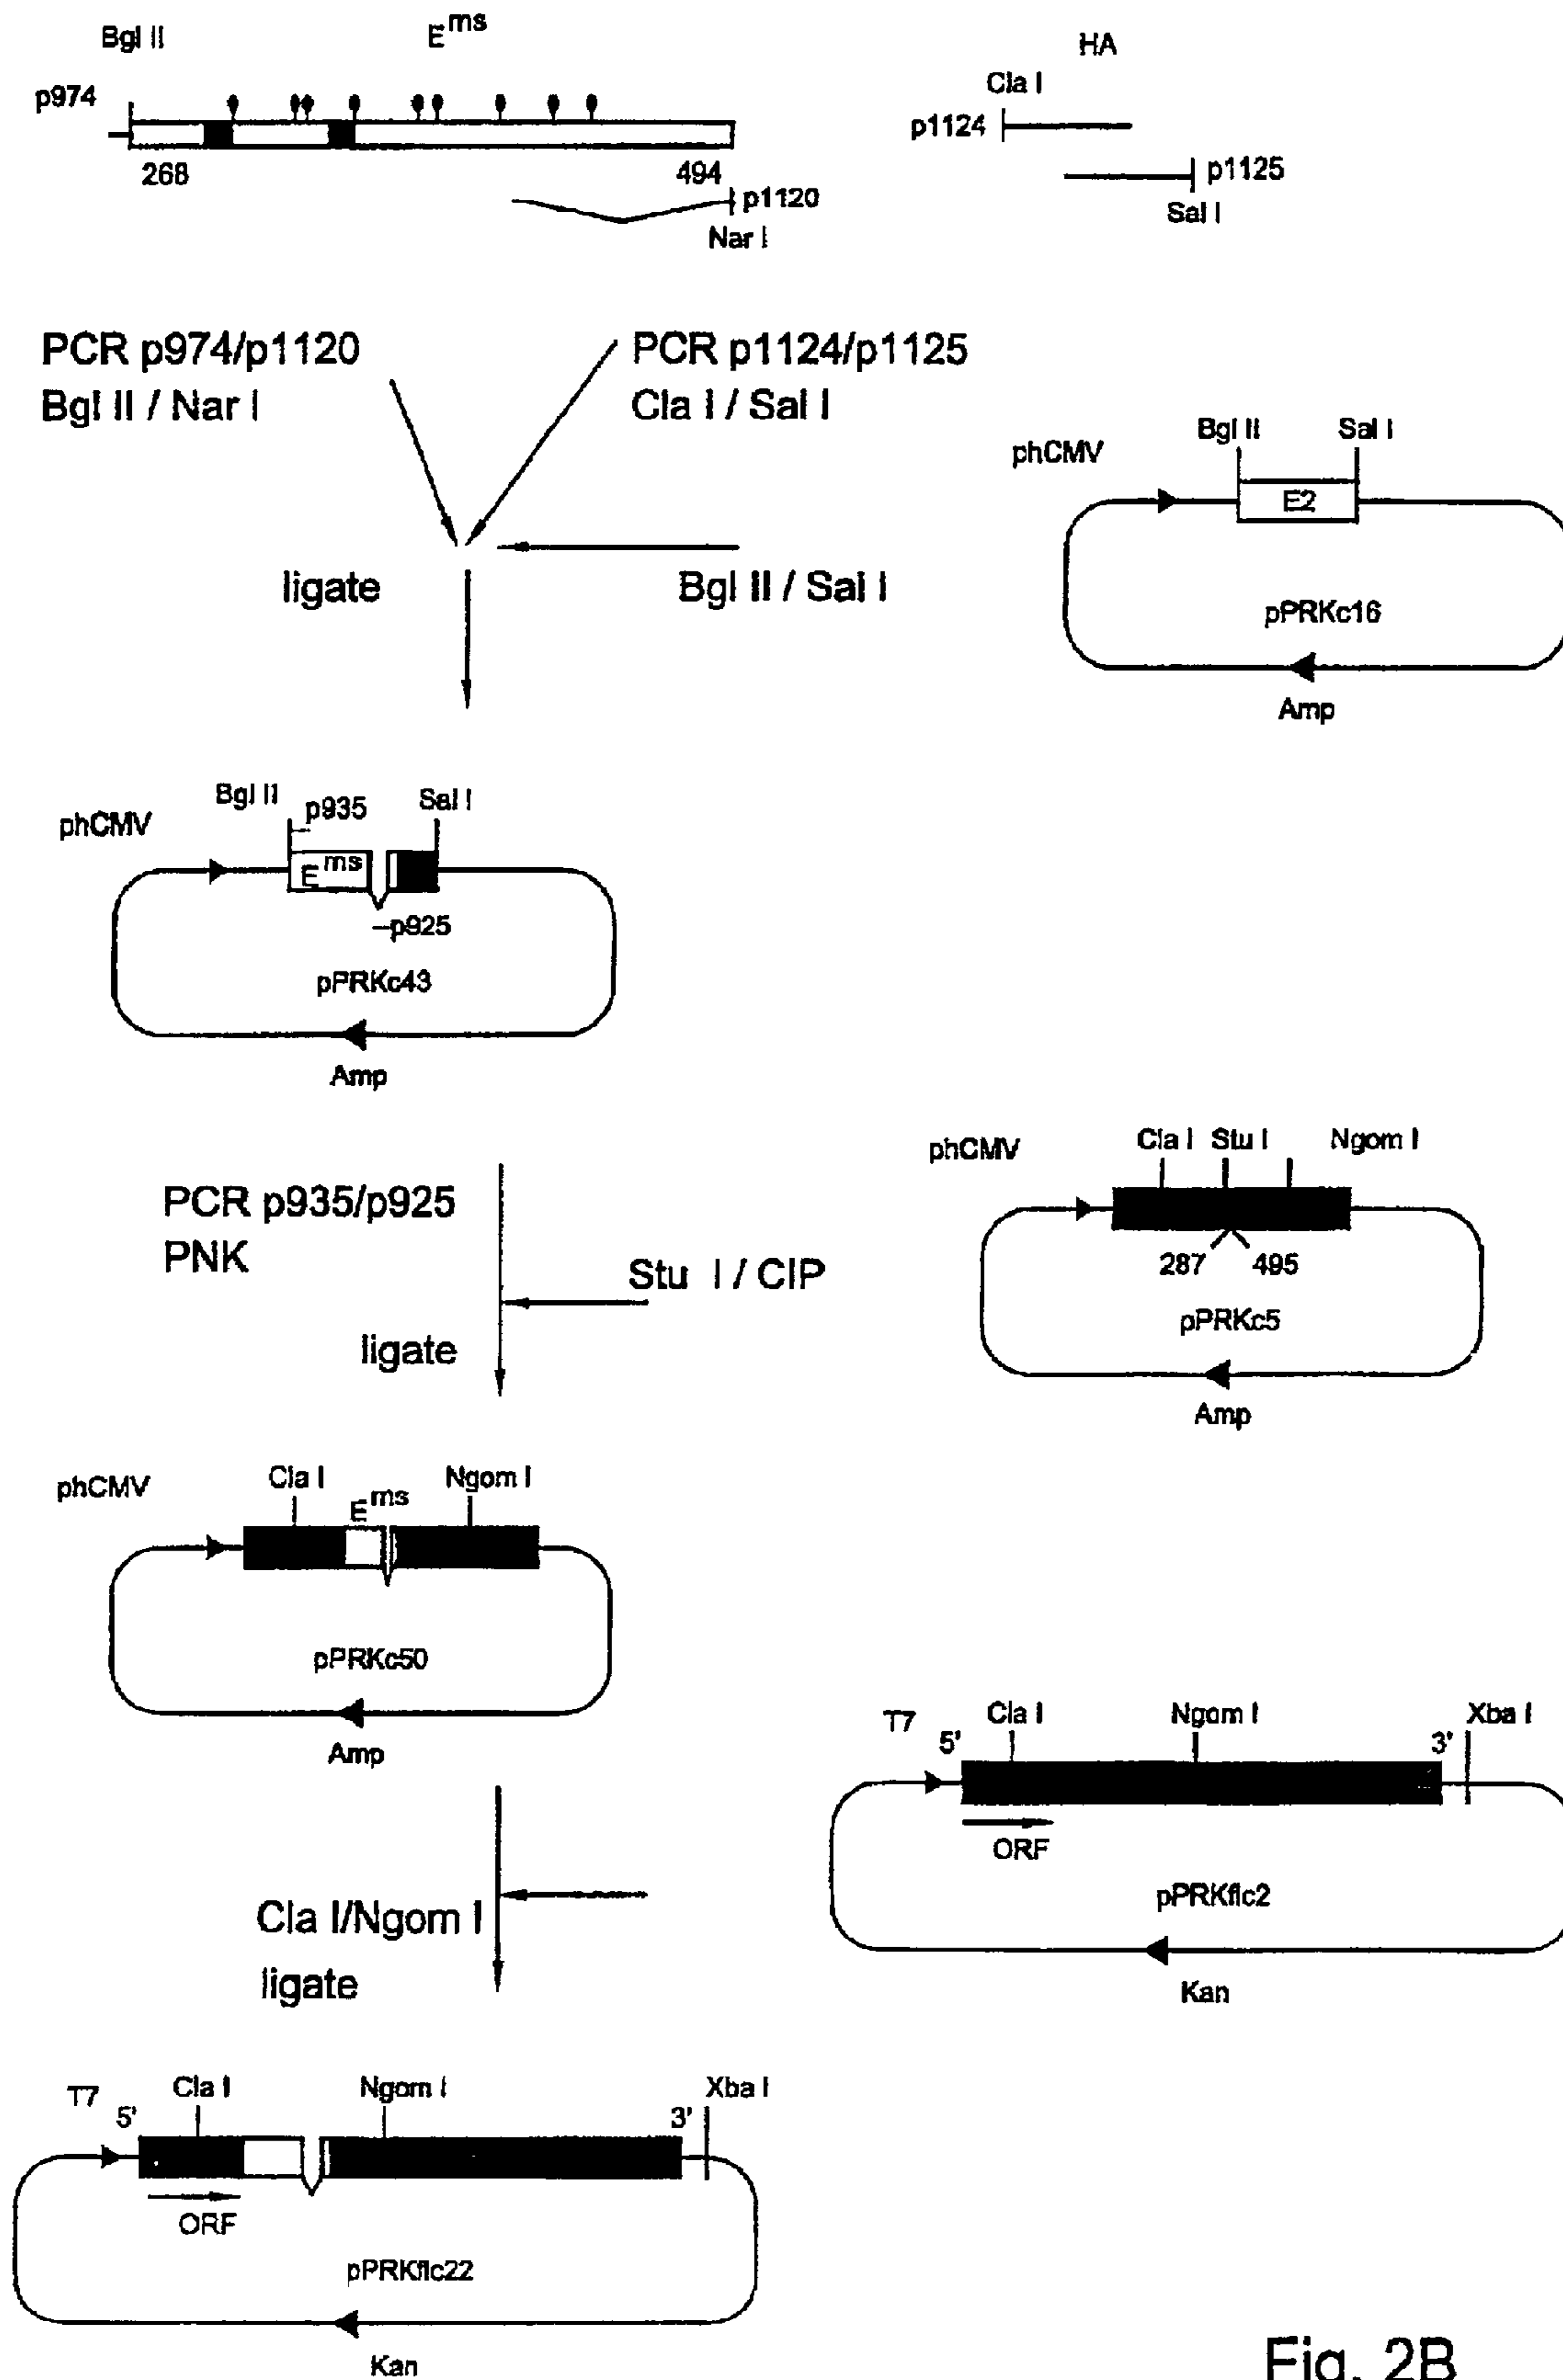 Bgl II
E^ms
HA
p974
Cla I
p1124
268
494
p1125
p1120
Sal I
Nar I
PCR p974/p1120
PCR p1124/p1125
Bgl II / Nar I
Cla I / Sal I
Bgl II
Sal I
phCMV
E2
ligate
Bgl II / Sal I
pPRKc16
Amp
Bgl II
p935
Sal I
phCMV
E^ms
p925
pPRKc43
Amp
Cla I
Stu I
Ngom I
phCMV
PCR p935/p925
PNK
287
495
Stu I / CIP
pPRKc5
ligate
Amp
phCMV
Cla I
E^ms
Ngom I
pPRKc50
Amp
T7
5'
Cla I
Ngom I
3'
Xba I
ORF
pPRKflc2
Cla I/Ngom I
ligate
Kan
T7
5'
Cla I
Ngom I
3'
Xba I
ORF
pPRKflc22
Kan
Fig. 2B